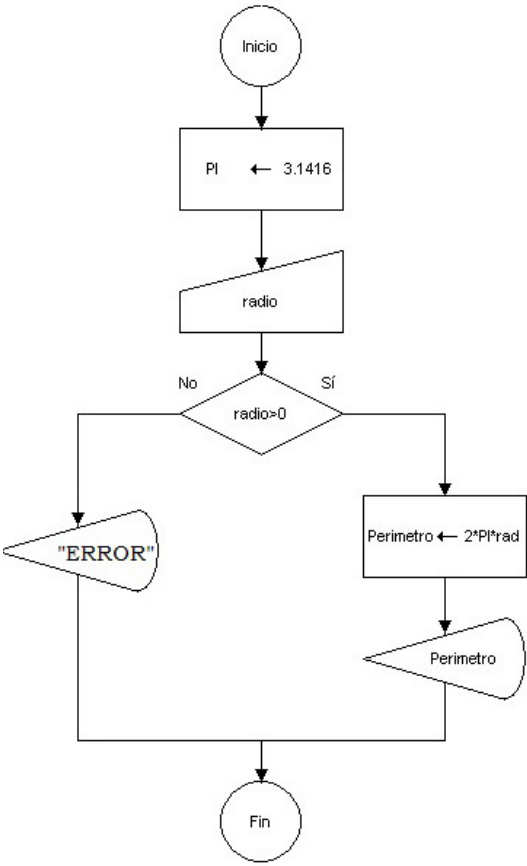 Inicio
PI ← 3.1416
radio
No Sí
radio>0
Perimetro ← 2*PI*rad
"ERROR"
Perimetro
Fin